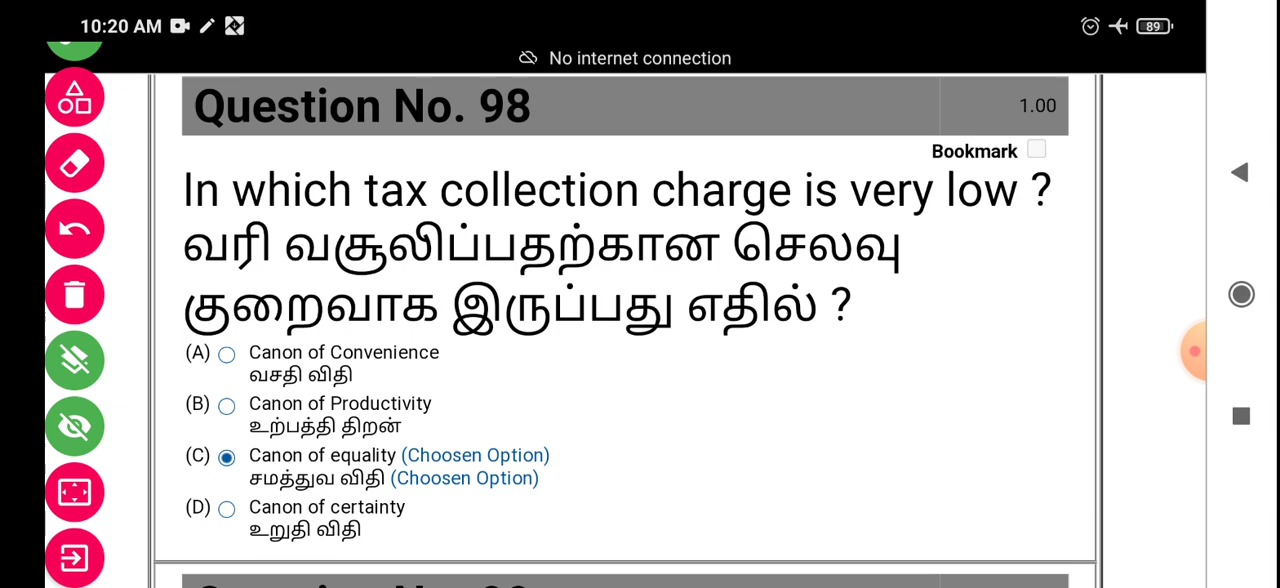 10:20 AM
89
No internet connection
Question No. 98
1.00
Bookmark
In which tax collection charge is very low ?
வரி வசூலிப்பதற்கான செலவு
குறைவாக இருப்பது எதில் ?
(A) Canon of Convenience
வசதி விதி
(B) Canon of Productivity
உற்பத்தி திறன்
(C) Canon of equality (Choosen Option)
சமத்துவ விதி (Choosen Option)
(D) Canon of certainty
உறுதி விதி